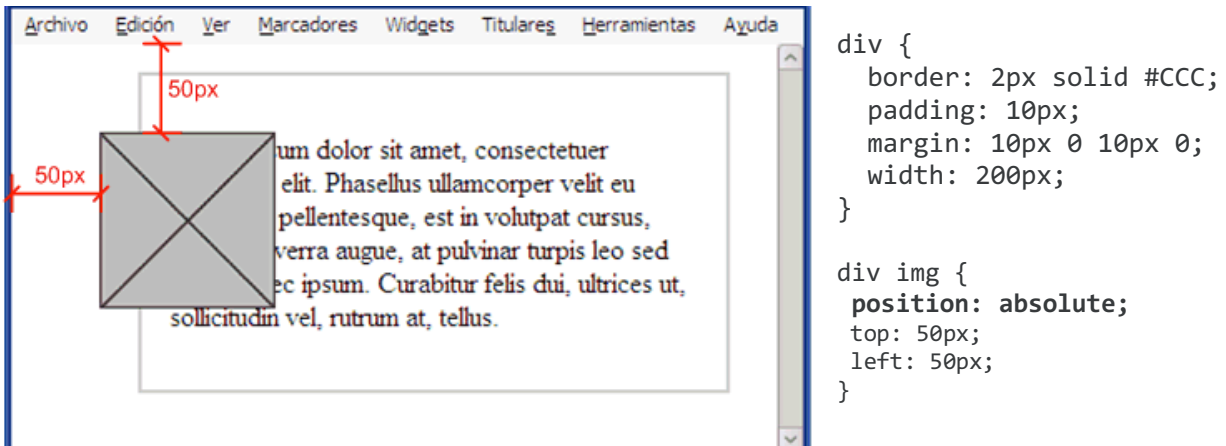 Archivo Edición Ver Marcadores Widgets Titulares Herramientas Ayuda
50px
50px
um dolor sit amet, consectetuer
elit. Phasellus ullamcorper velit eu
pellentesque, est in volutpat cursus,
verra augue, at pulvinar turpis leo sed
ec ipsum. Curabitur felis dui, ultrices ut,
sollicitudin vel, rutrum at, tellus.
div {
border: 2px solid #CCC;
padding: 10px;
margin: 10px 0 10px 0;
width: 200px;
}
div img {
position: absolute;
top: 50px;
left: 50px;
}